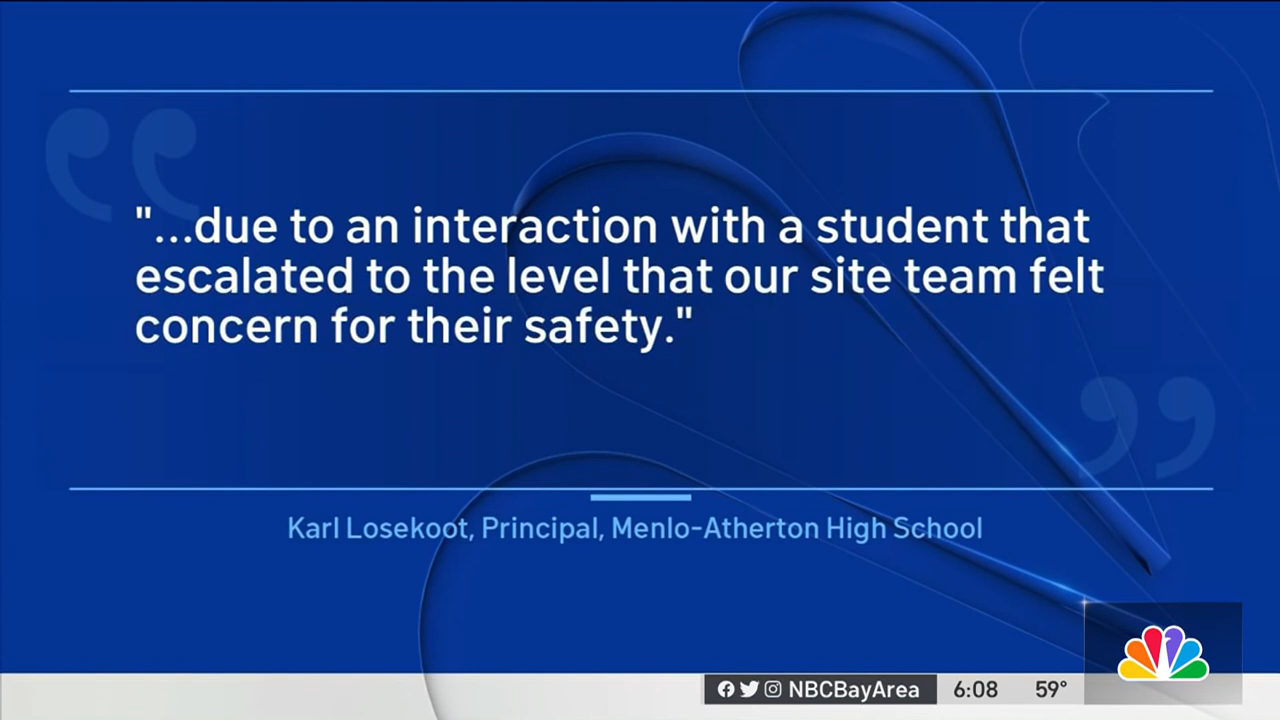 "...due to an interaction with a student that
escalated to the level that our site team felt
concern for their safety."
Karl Losekoot, Principal, Menlo-Atherton High School
NBCBayArea 6:08 59°